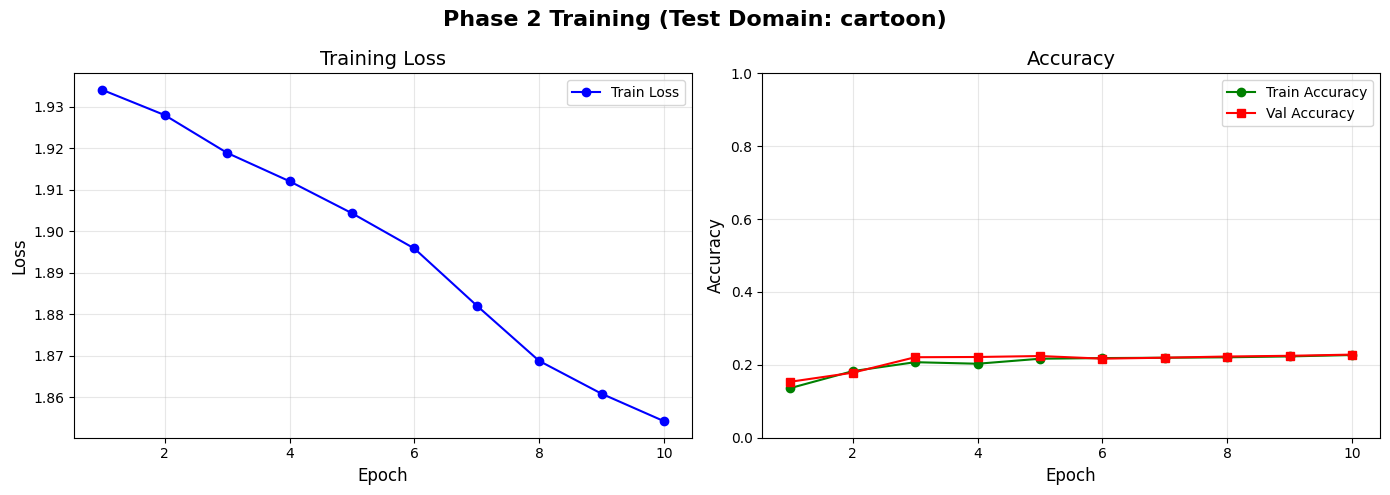 Phase 2 Training (Test Domain: cartoon)
Training Loss
Train Loss
Loss
1.93
1.92
1.91
1.90
1.89
1.88
1.87
1.86
2
4
6
8
10
Epoch
Accuracy
Train Accuracy
Val Accuracy
Accuracy
1.0
0.8
0.6
0.4
0.2
0.0
2
4
6
8
10
Epoch